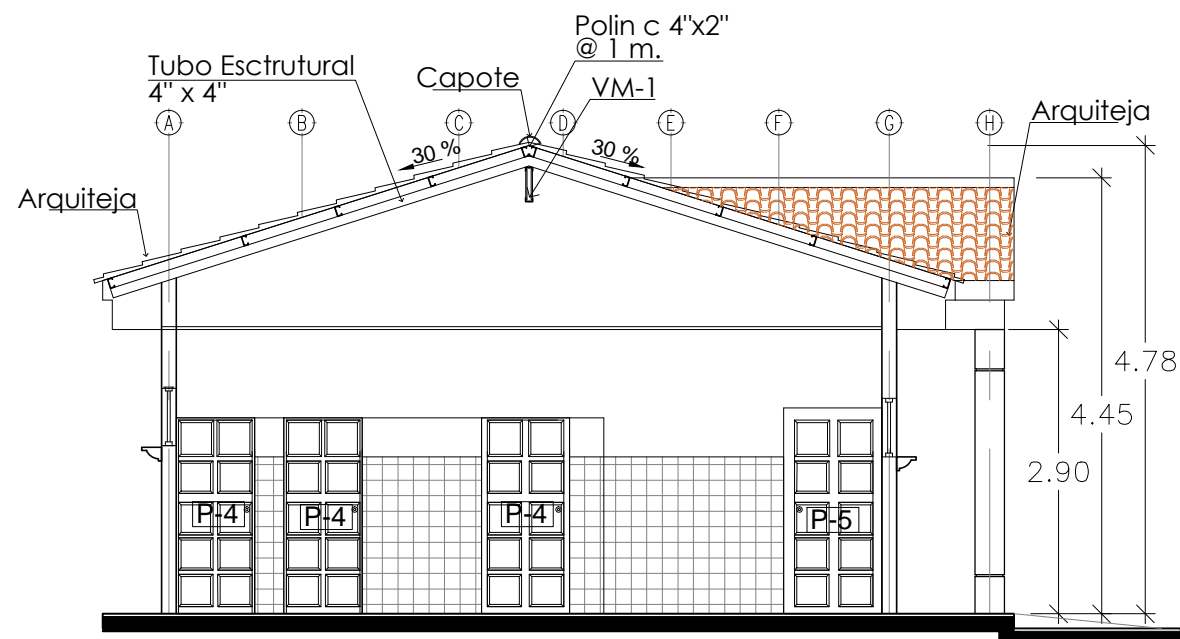 Polin c 4"x2"
@ 1 m.
Tubo Esctrutural
4" x 4"
Capote
VM-1
Arquiteja
A
B
C
D
E
F
G
H
30 %
30 %
Arquiteja
4.78
4.45
2.90
P-4
P-4
P-4
P-5